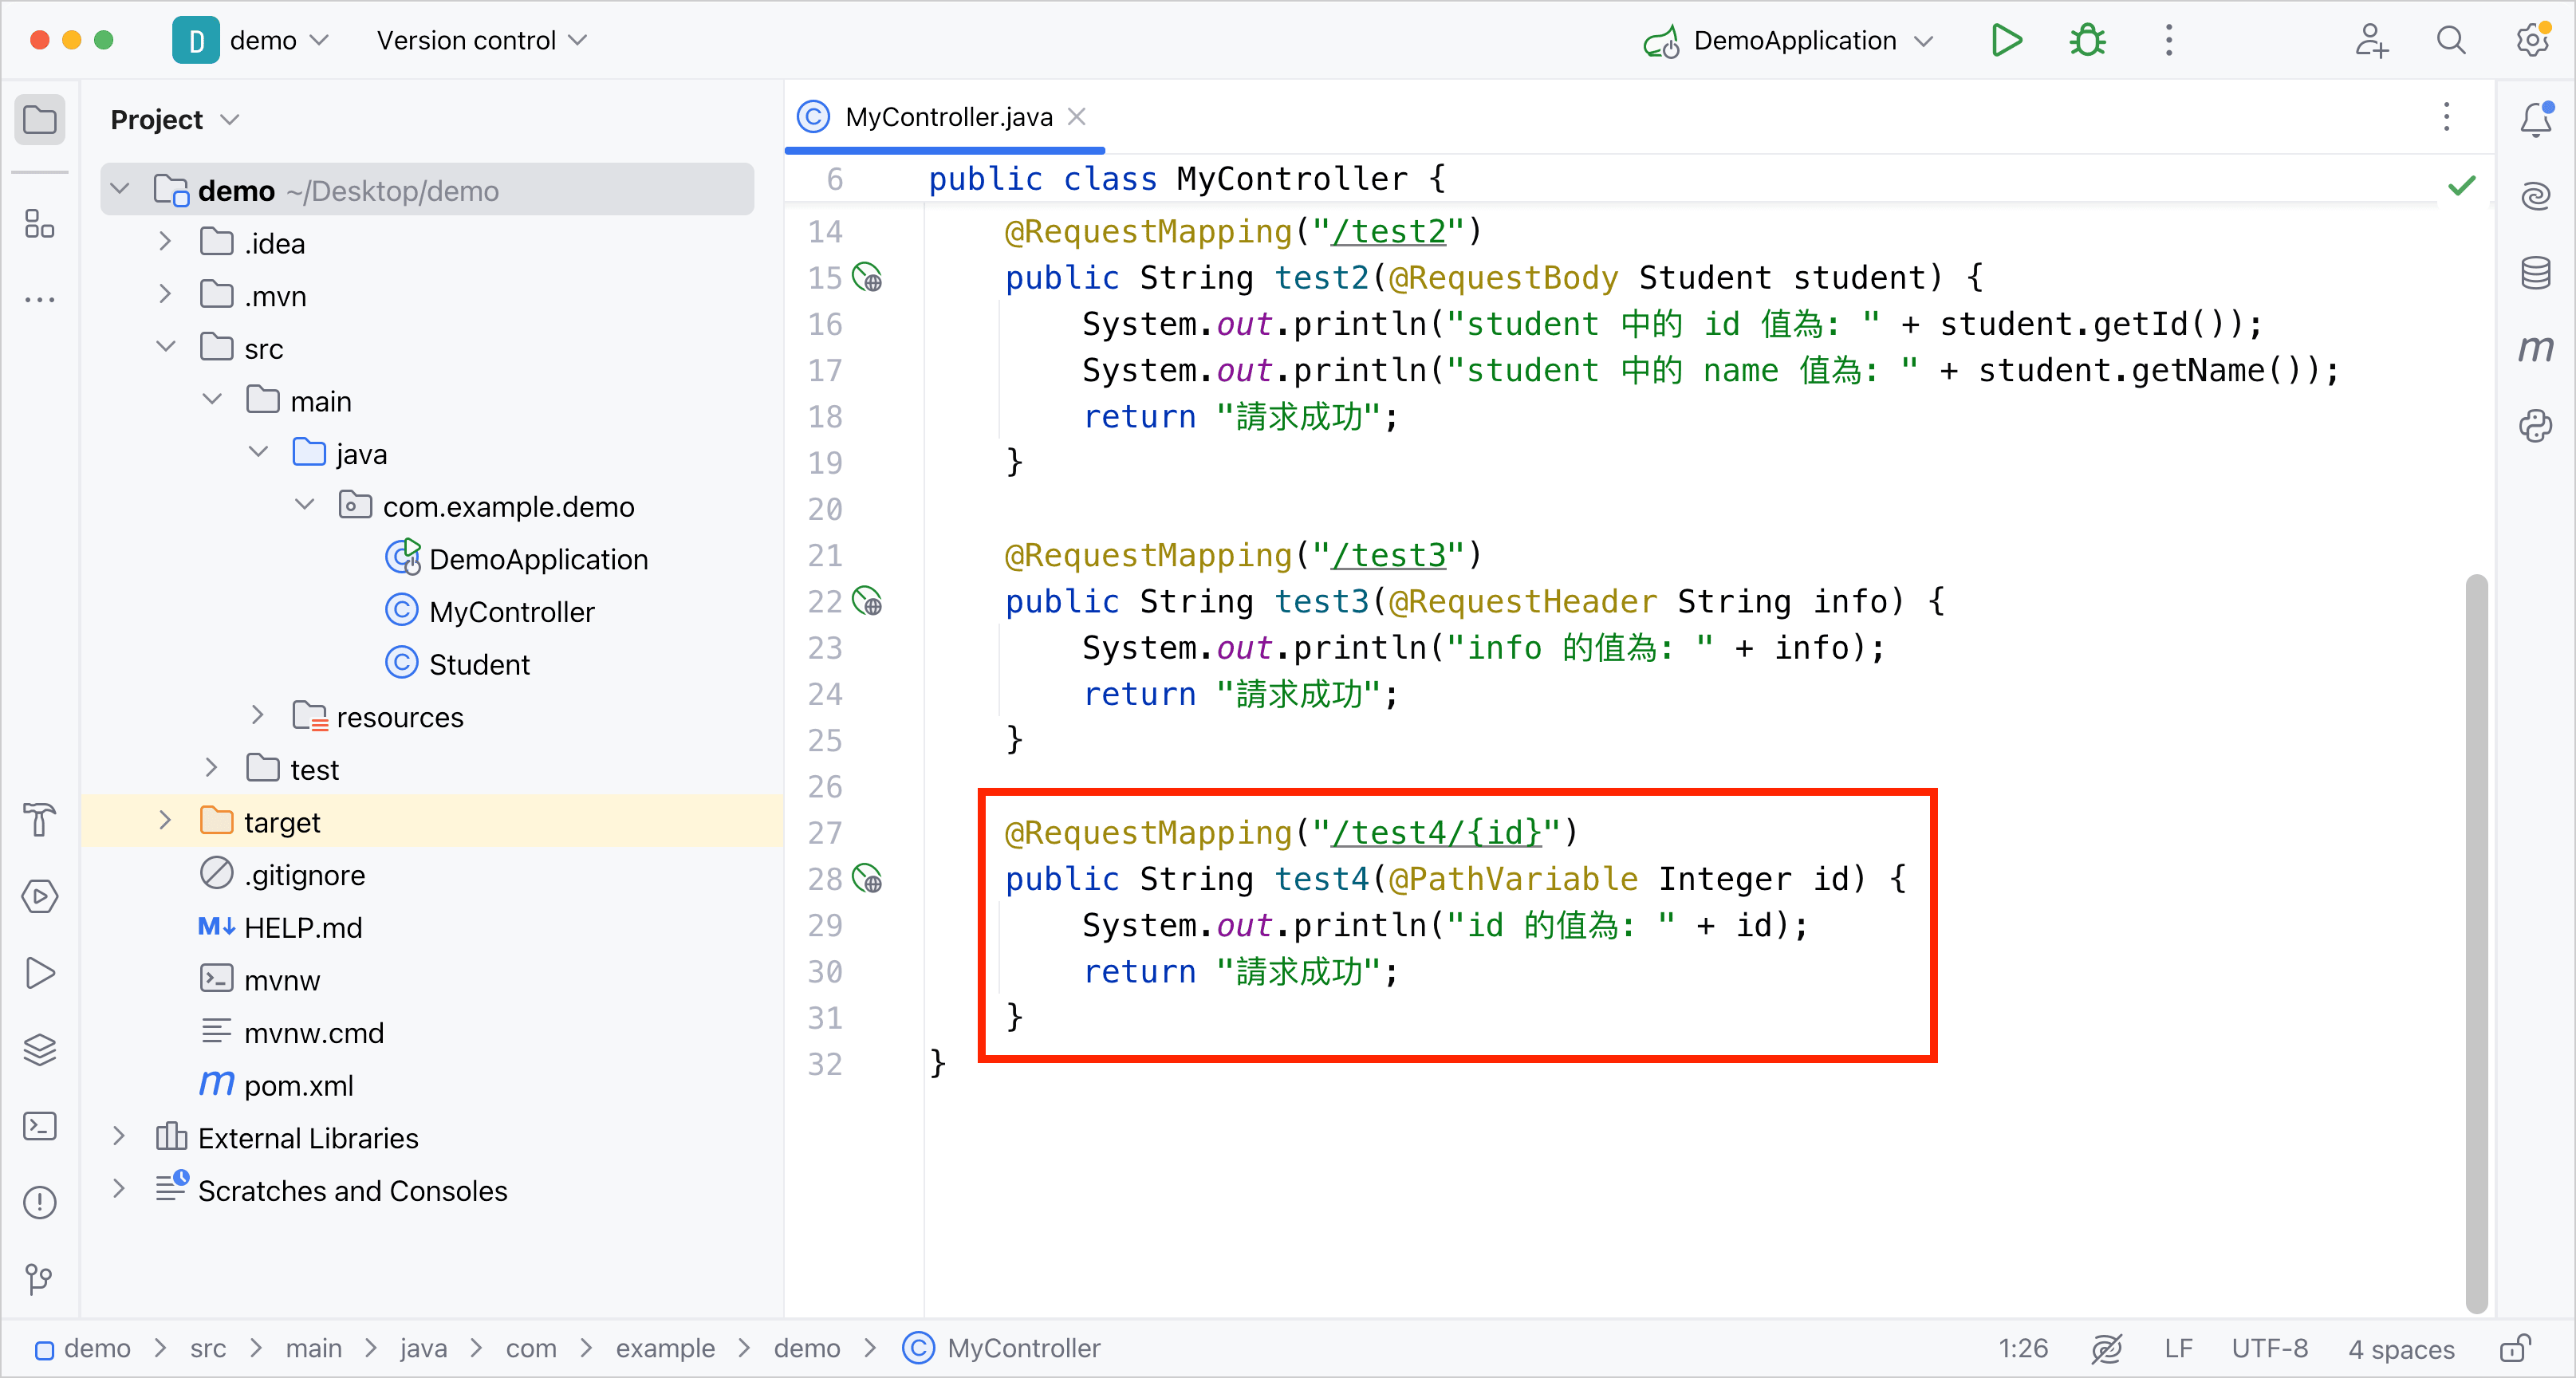 D demo Version control DemoApplication
Project
MyController.java
demo ~/Desktop/demo
.idea
.mvn
src
main
java
com.example.demo
DemoApplication
MyController
Student
resources
test
target
.gitignore
HELP.md
mvnw
mvnw.cmd
pom.xml
External Libraries
Scratches and Consoles
6 public class MyController {
14 @RequestMapping("/test2")
15 public String test2(@RequestBody Student student) {
16 System.out.println("student 中的 id 值為: " + student.getId());
17 System.out.println("student 中的 name 值為: " + student.getName());
18 return "請求成功";
19 }
20
21 @RequestMapping("/test3")
22 public String test3(@RequestHeader String info) {
23 System.out.println("info 的值為: " + info);
24 return "請求成功";
25 }
26
27 @RequestMapping("/test4/{id}")
28 public String test4(@PathVariable Integer id) {
29 System.out.println("id 的值為: " + id);
30 return "請求成功";
31 }
32 }
demo > src > main > java > com > example > demo > MyController 1:26 LF UTF-8 4 spaces